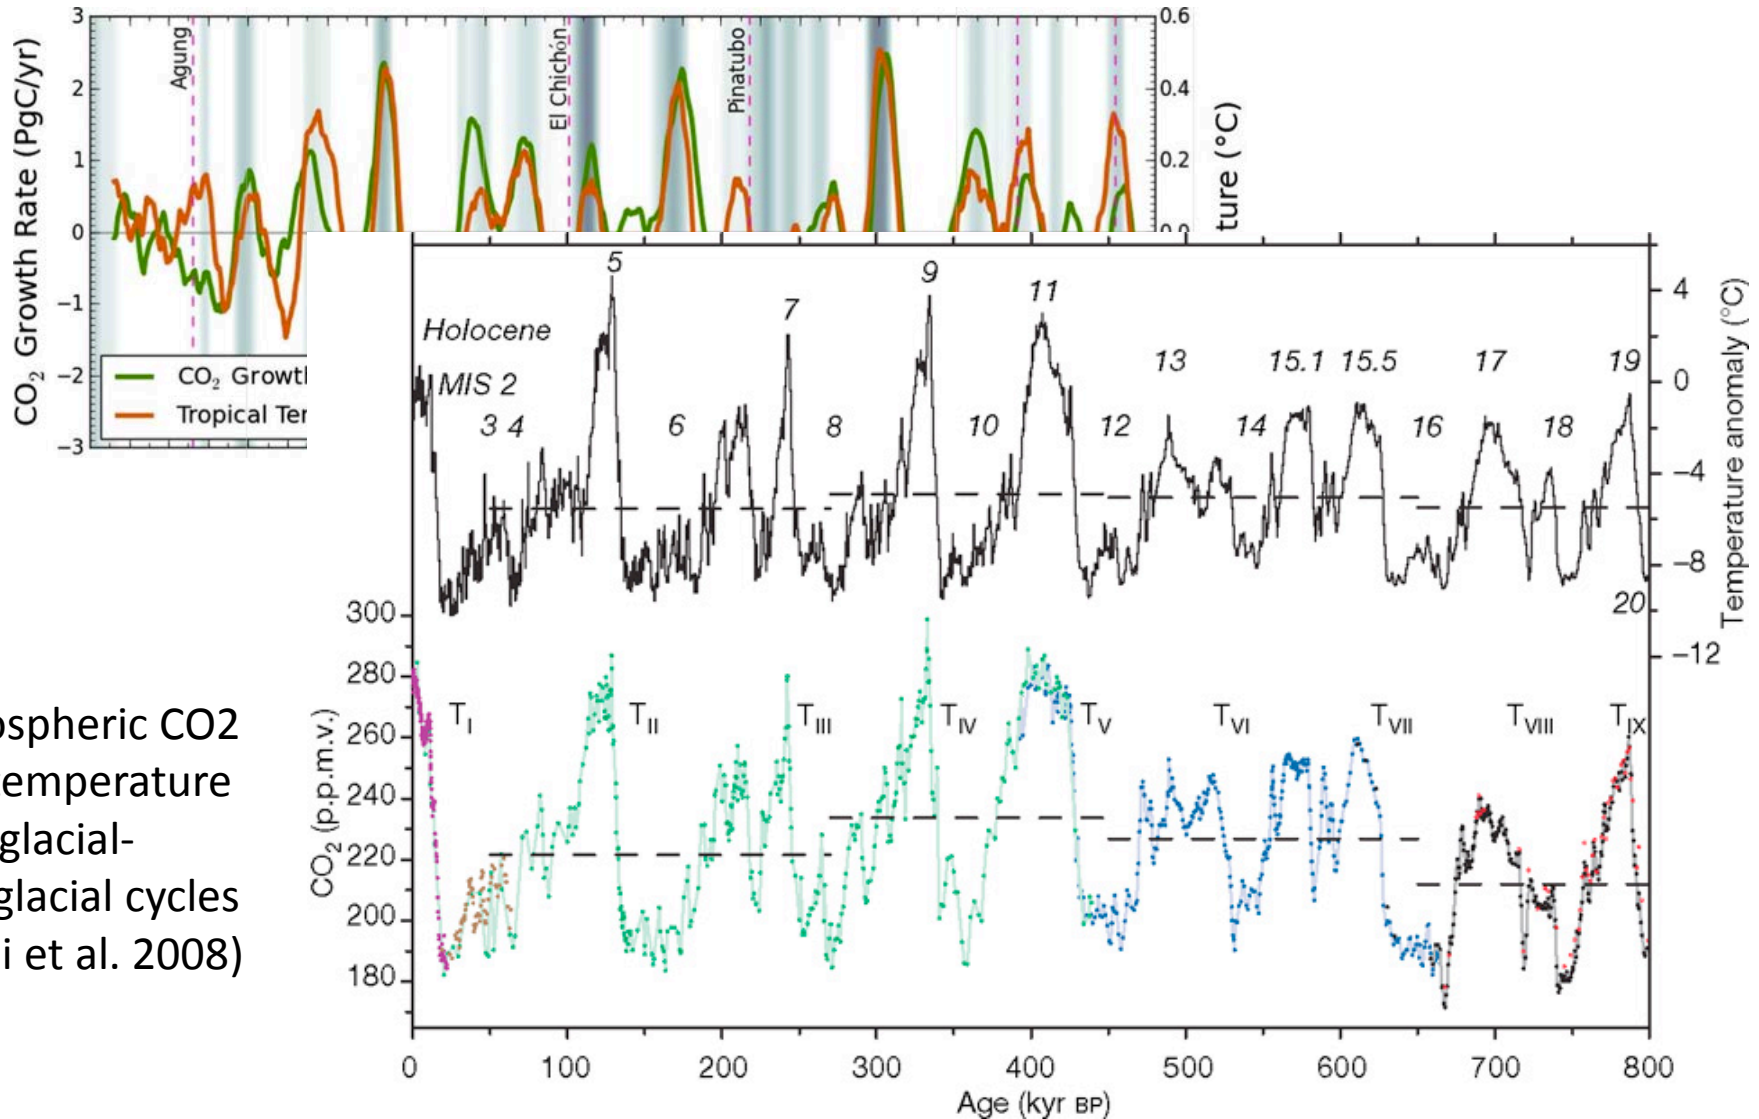 3
2
1
0
−1
−2
−3
CO₂ Growth Rate (PgC/yr)
Agung
El Chichón
Pinatubo
0.6
0.4
0.2
0.0
ture (°C)
CO₂ Growth
Tropical Ter
Holocene
MIS 2
3 4
5
6
7
8
9
10
11
12
13
14
15.1
15.5
16
17
18
19
20
4
0
−4
−8
−12
Temperature anomaly (°C)
300
280
260
240
220
200
180
CO₂ (p.p.m.v.)
T_I
T_II
T_III
T_IV
T_V
T_VI
T_VII
T_VIII
T_IX
0 100 200 300 400 500 600 700 800
Age (kyr BP)
ospheric CO2
temperature
glacial-
glacial cycles
i et al. 2008)